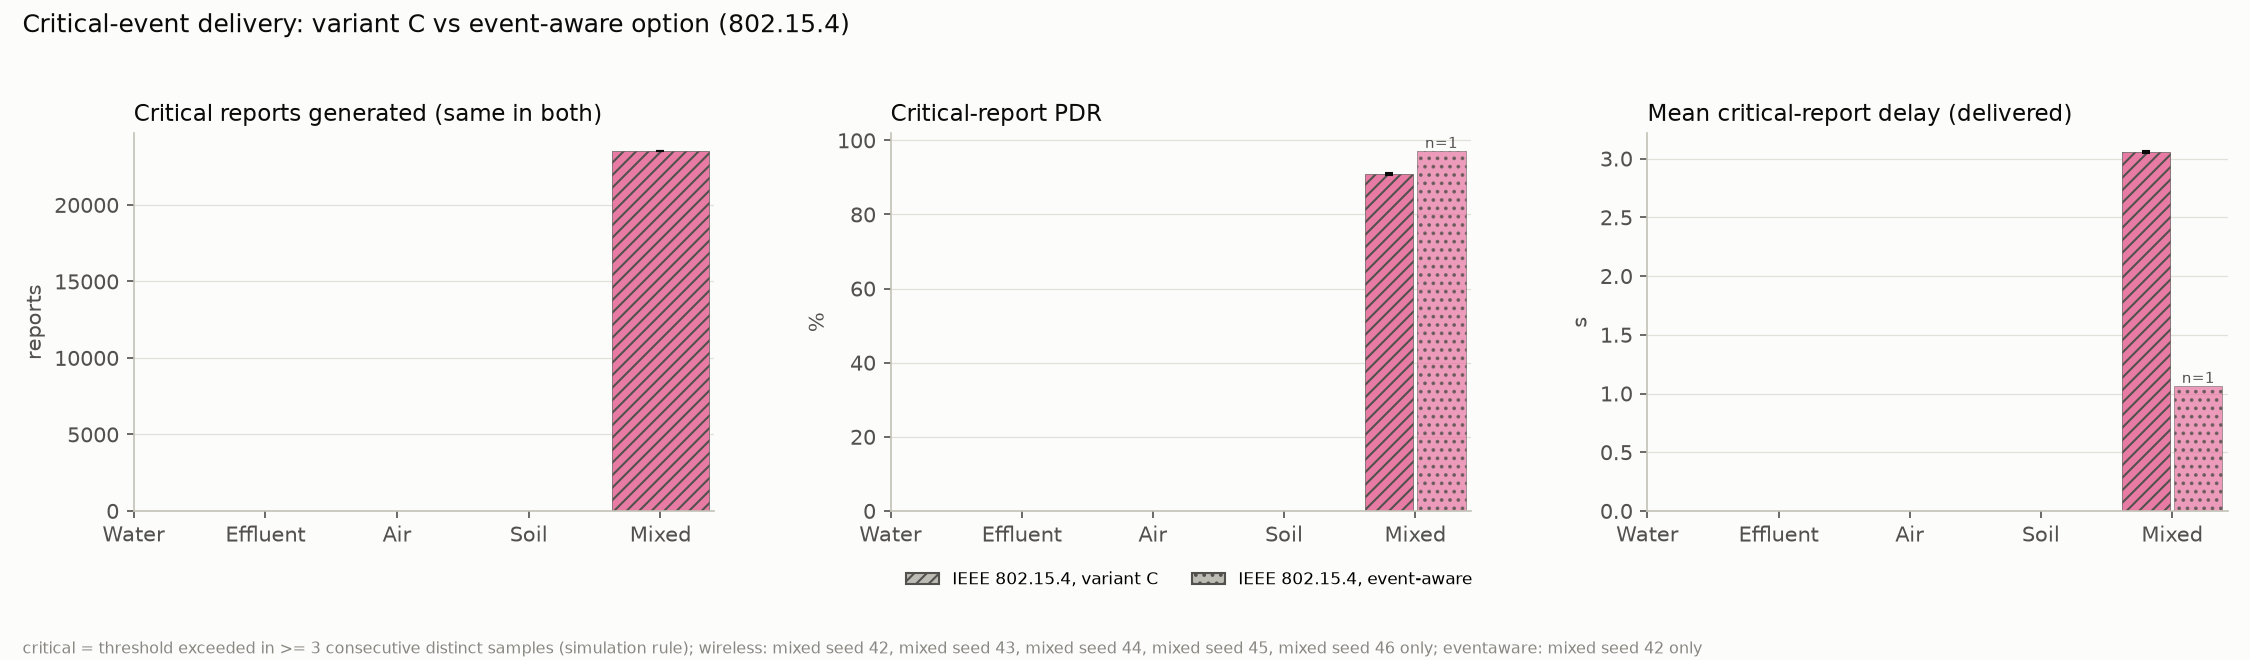 Critical-event delivery: variant C vs event-aware option (802.15.4)
Critical reports generated (same in both)
reports
20000
15000
10000
5000
0
Water Effluent Air Soil Mixed
Critical-report PDR
%
100
80
60
40
20
0
n=1
Water Effluent Air Soil Mixed
Mean critical-report delay (delivered)
s
3.0
2.5
2.0
1.5
1.0
0.5
0.0
n=1
Water Effluent Air Soil Mixed
IEEE 802.15.4, variant C IEEE 802.15.4, event-aware
critical = threshold exceeded in >= 3 consecutive distinct samples (simulation rule); wireless: mixed seed 42, mixed seed 43, mixed seed 44, mixed seed 45, mixed seed 46 only; eventaware: mixed seed 42 only